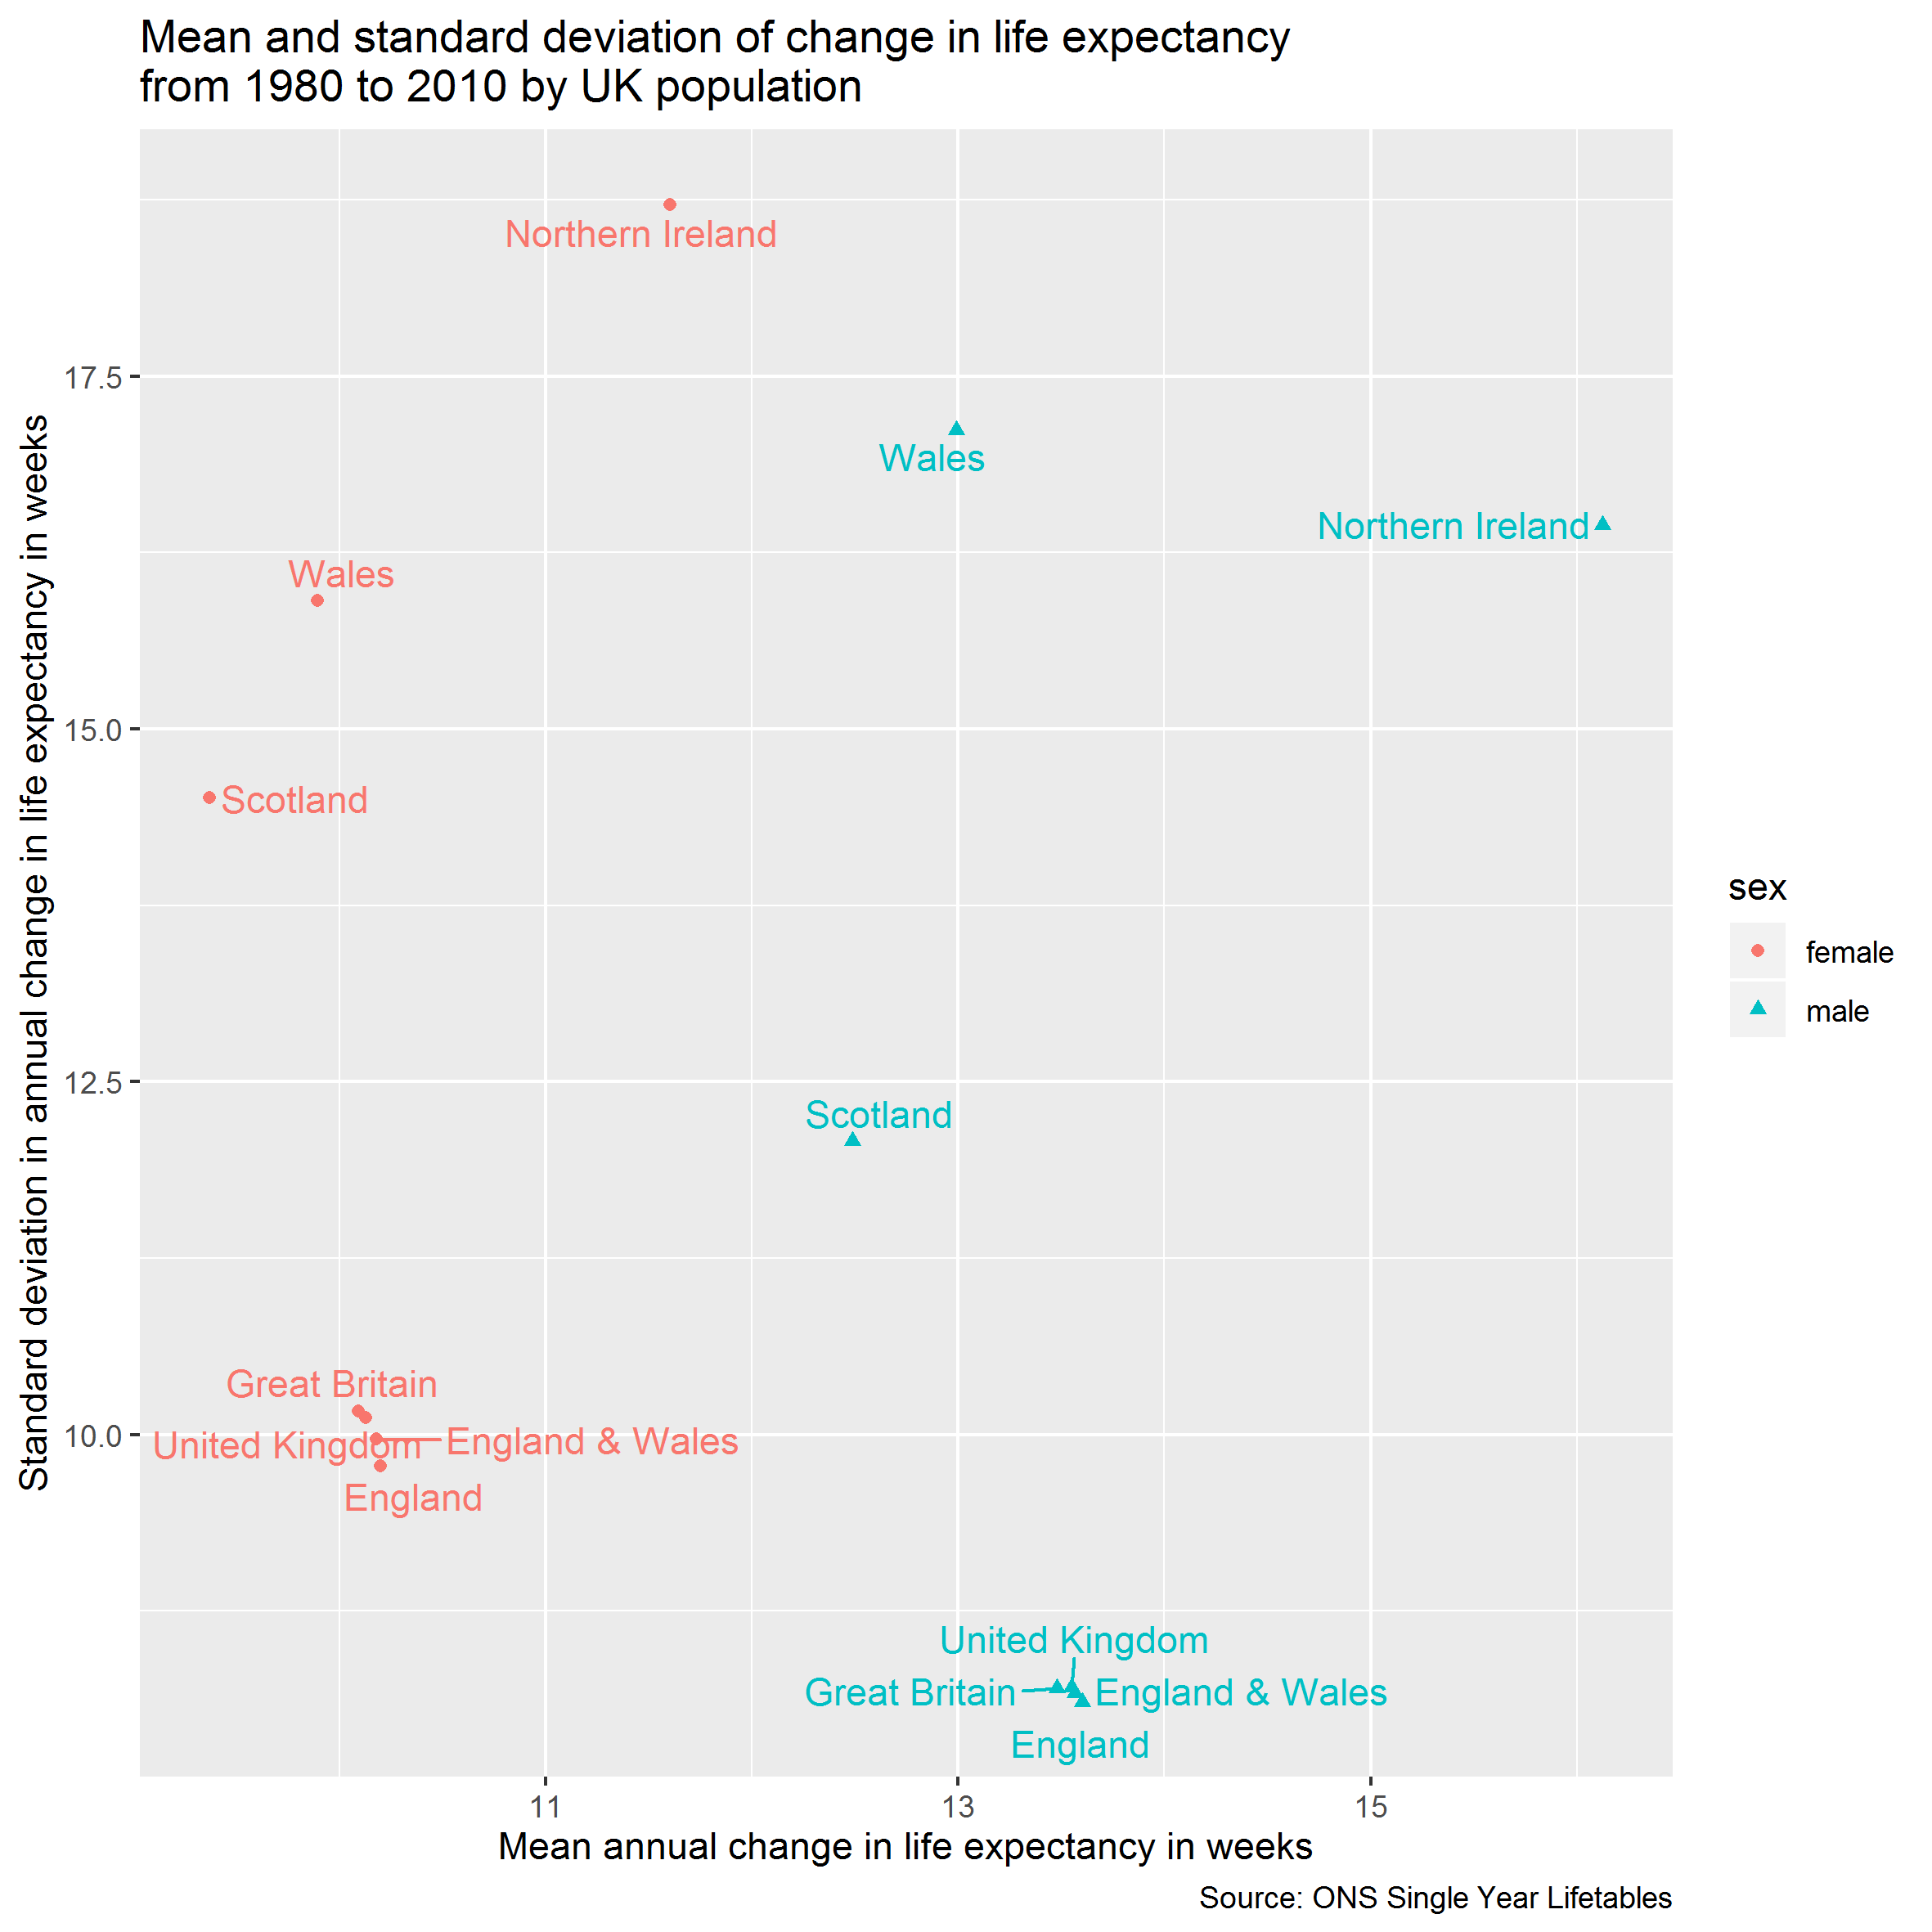 Mean and standard deviation of change in life expectancy
from 1980 to 2010 by UK population
Standard deviation in annual change in life expectancy in weeks
17.5
15.0
12.5
10.0
Northern Ireland
Wales
Northern Ireland
Wales
Scotland
Scotland
Great Britain
United Kingdom
England & Wales
England
United Kingdom
Great Britain
England & Wales
England
sex
female
male
11
13
15
Mean annual change in life expectancy in weeks
Source: ONS Single Year Lifetables